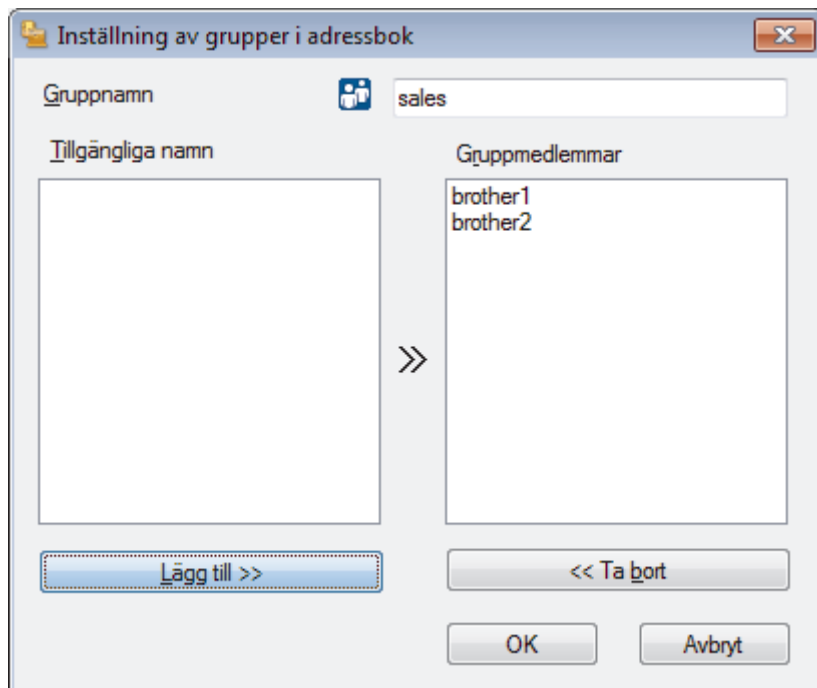 Inställning av grupper i adressbok
Gruppnamn
sales
Tillgängliga namn
Gruppmedlemmar
brother1
brother2
Lägg till >>
<< Ta bort
OK
Avbryt